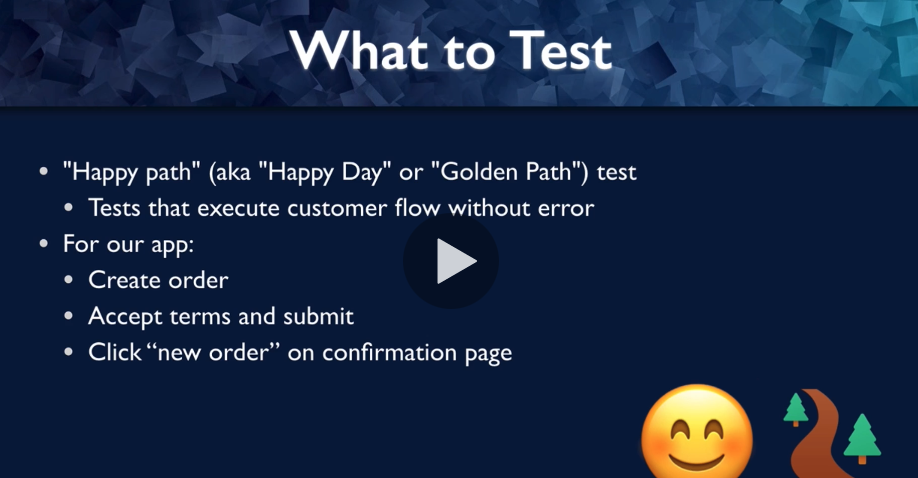 What to Test
"Happy path" (aka "Happy Day" or "Golden Path") test
Tests that execute customer flow without error
For our app:
Create order
Accept terms and submit
Click “new order” on confirmation page